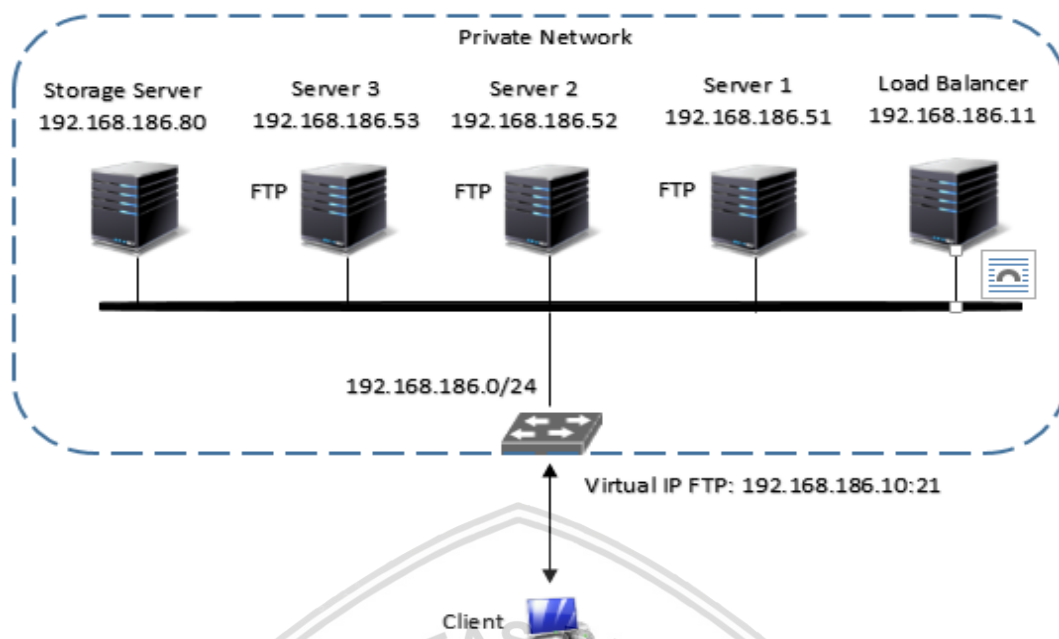 Private Network
Storage Server
192.168.186.80
Server 3
192.168.186.53
Server 2
192.168.186.52
Server 1
192.168.186.51
Load Balancer
192.168.186.11
FTP
FTP
FTP
192.168.186.0/24
Virtual IP FTP: 192.168.186.10:21
Client